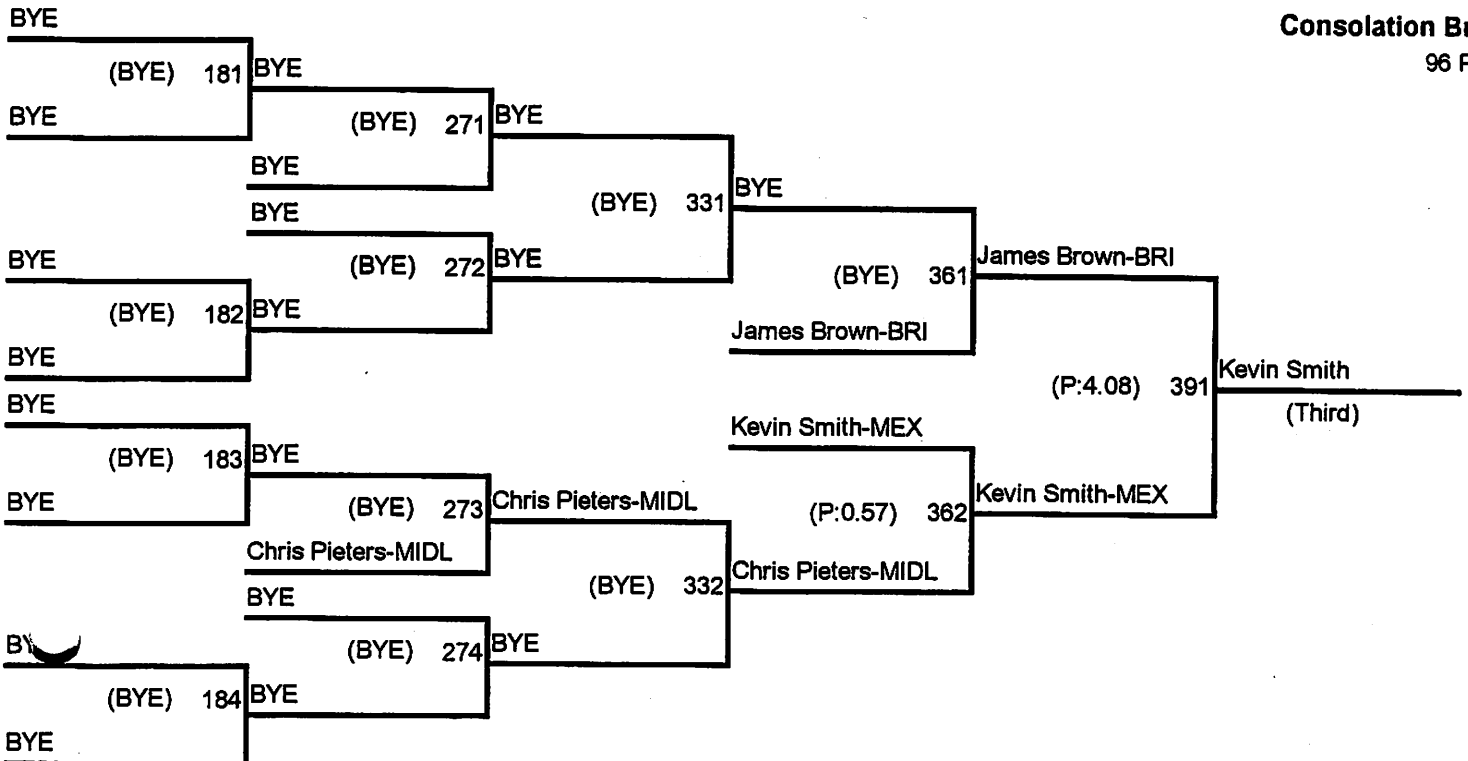 BYE
Consolation Br
96 P
(BYE) 181 BYE
BYE
(BYE) 271 BYE
BYE
(BYE) 331 BYE
BYE
BYE
(BYE) 272 BYE
James Brown-BRI
(BYE) 361
(BYE) 182 BYE
James Brown-BRI
BYE
(P:4.08) 391 Kevin Smith
(Third)
BYE
Kevin Smith-MEX
(BYE) 183 BYE
BYE
(BYE) 273 Chris Pieters-MIDL
(P:0.57) 362 Kevin Smith-MEX
Chris Pieters-MIDL
(BYE) 332 Chris Pieters-MIDL
BYE
(BYE) 274 BYE
(BYE) 184 BYE
BYE